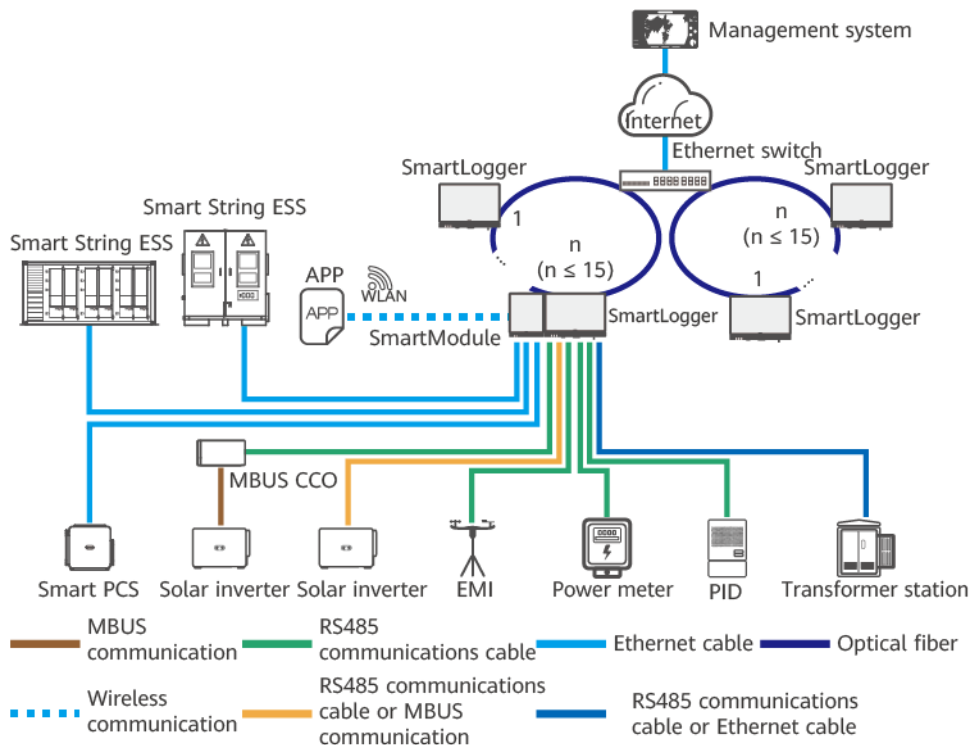 Management system
Internet
Ethernet switch
SmartLogger
SmartLogger
Smart String ESS
1
n
n
(n ≤ 15)
Smart String ESS
(n ≤ 15)
APP
WLAN
1
APP
SmartLogger
SmartLogger
SmartModule
MBUS CCO
Smart PCS
Solar inverter
Solar inverter
EMI
Power meter
PID
Transformer station
MBUS
communication
RS485
communications cable
Ethernet cable
Optical fiber
Wireless
communication
RS485 communications
cable or MBUS
communication
RS485 communications
cable or Ethernet cable